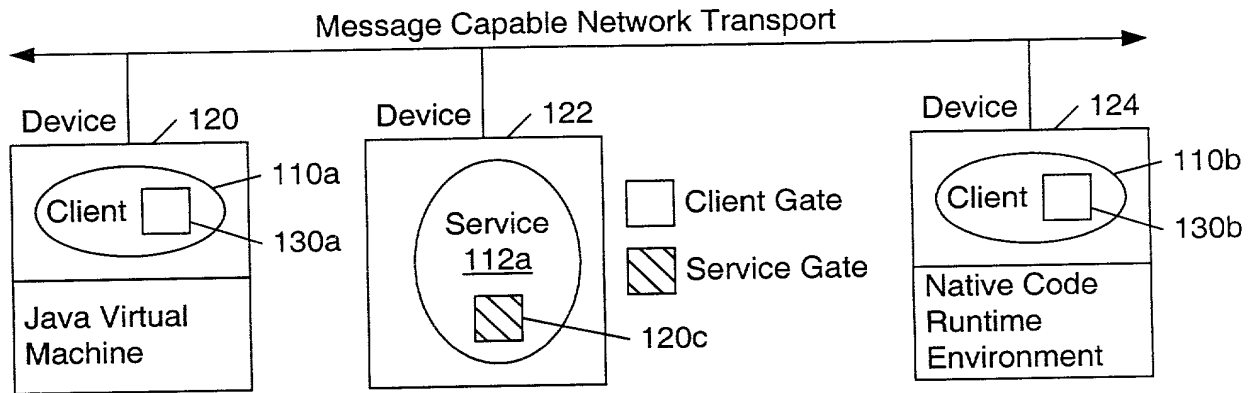 Message Capable Network Transport
Device 120
Device 122
Device 124
110a
Client
130a
Java Virtual
Machine
Service
112a
120c
Client Gate
Service Gate
110b
Client
130b
Native Code
Runtime
Environment